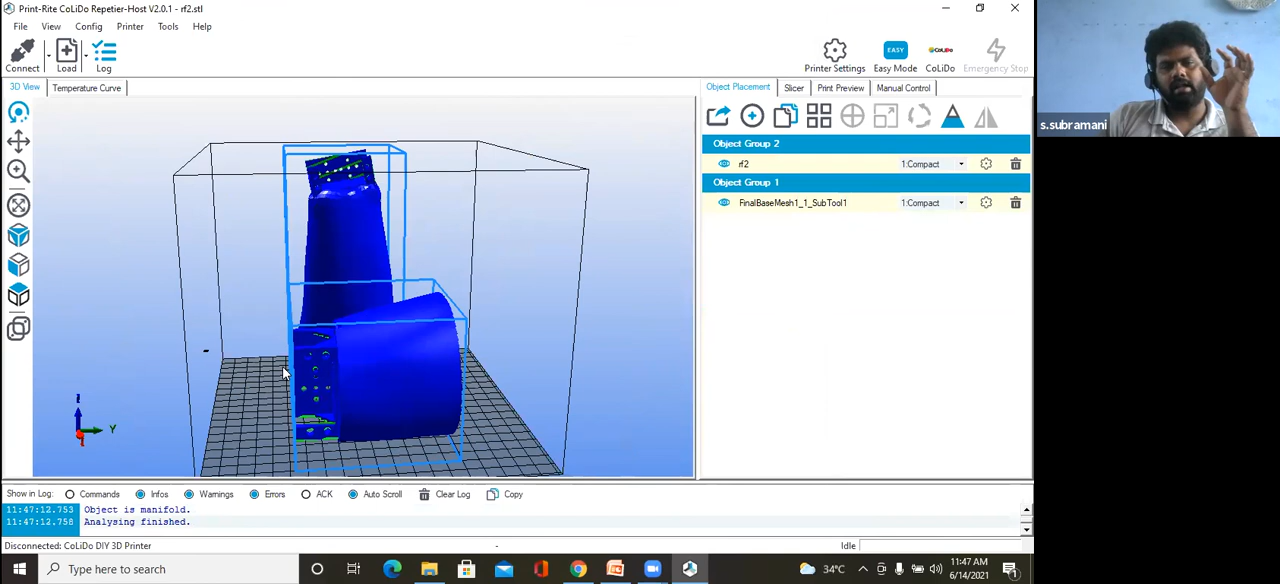 Print-Rite CoLiDo Repetier-Host V2.0.1 - rf2.stl
File View Config Printer Tools Help
Connect Load Log
Printer Settings EASY Easy Mode CoLiDo CoLiDo Emergency Stop
3D View Temperature Curve
Object Placement Slicer Print Preview Manual Control
Object Group 2
rf2 1:Compact
Object Group 1
FinalBaseMesh1_1_SubTool1 1:Compact
s.subramani
Z
Y
Show in Log: Commands Infos Warnings Errors ACK Auto Scroll Clear Log Copy
11:47:12.753 Object is manifold.
11:47:12.758 Analysing finished.
Disconnected: CoLiDo DIY 3D Printer - Idle
Type here to search
34°C
11:47 AM
6/14/2021
1